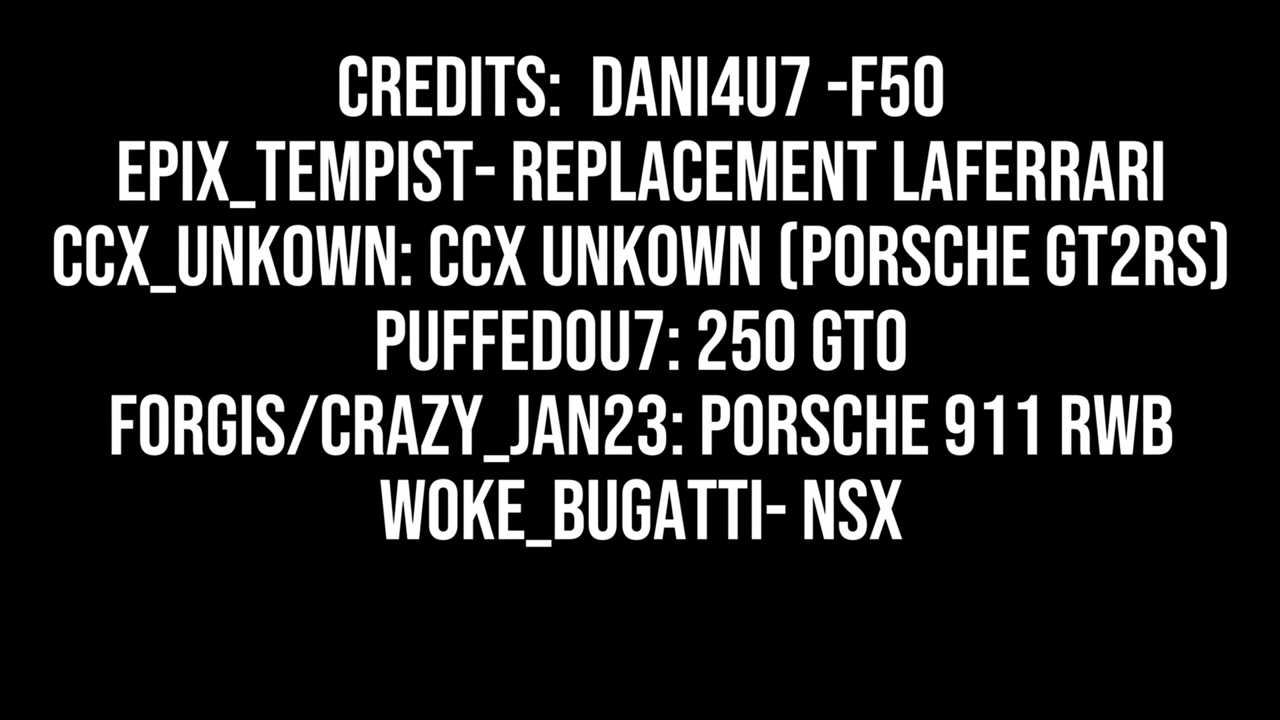 CREDITS:  DANI4U7 -F50
EPIX_TEMPIST- REPLACEMENT LAFERRARI
CCX_UNKOWN: CCX UNKOWN (PORSCHE GT2RS)
PUFFEDOU7: 250 GTO
FORGIS/CRAZY_JAN23: PORSCHE 911 RWB
WOKE_BUGATTI- NSX